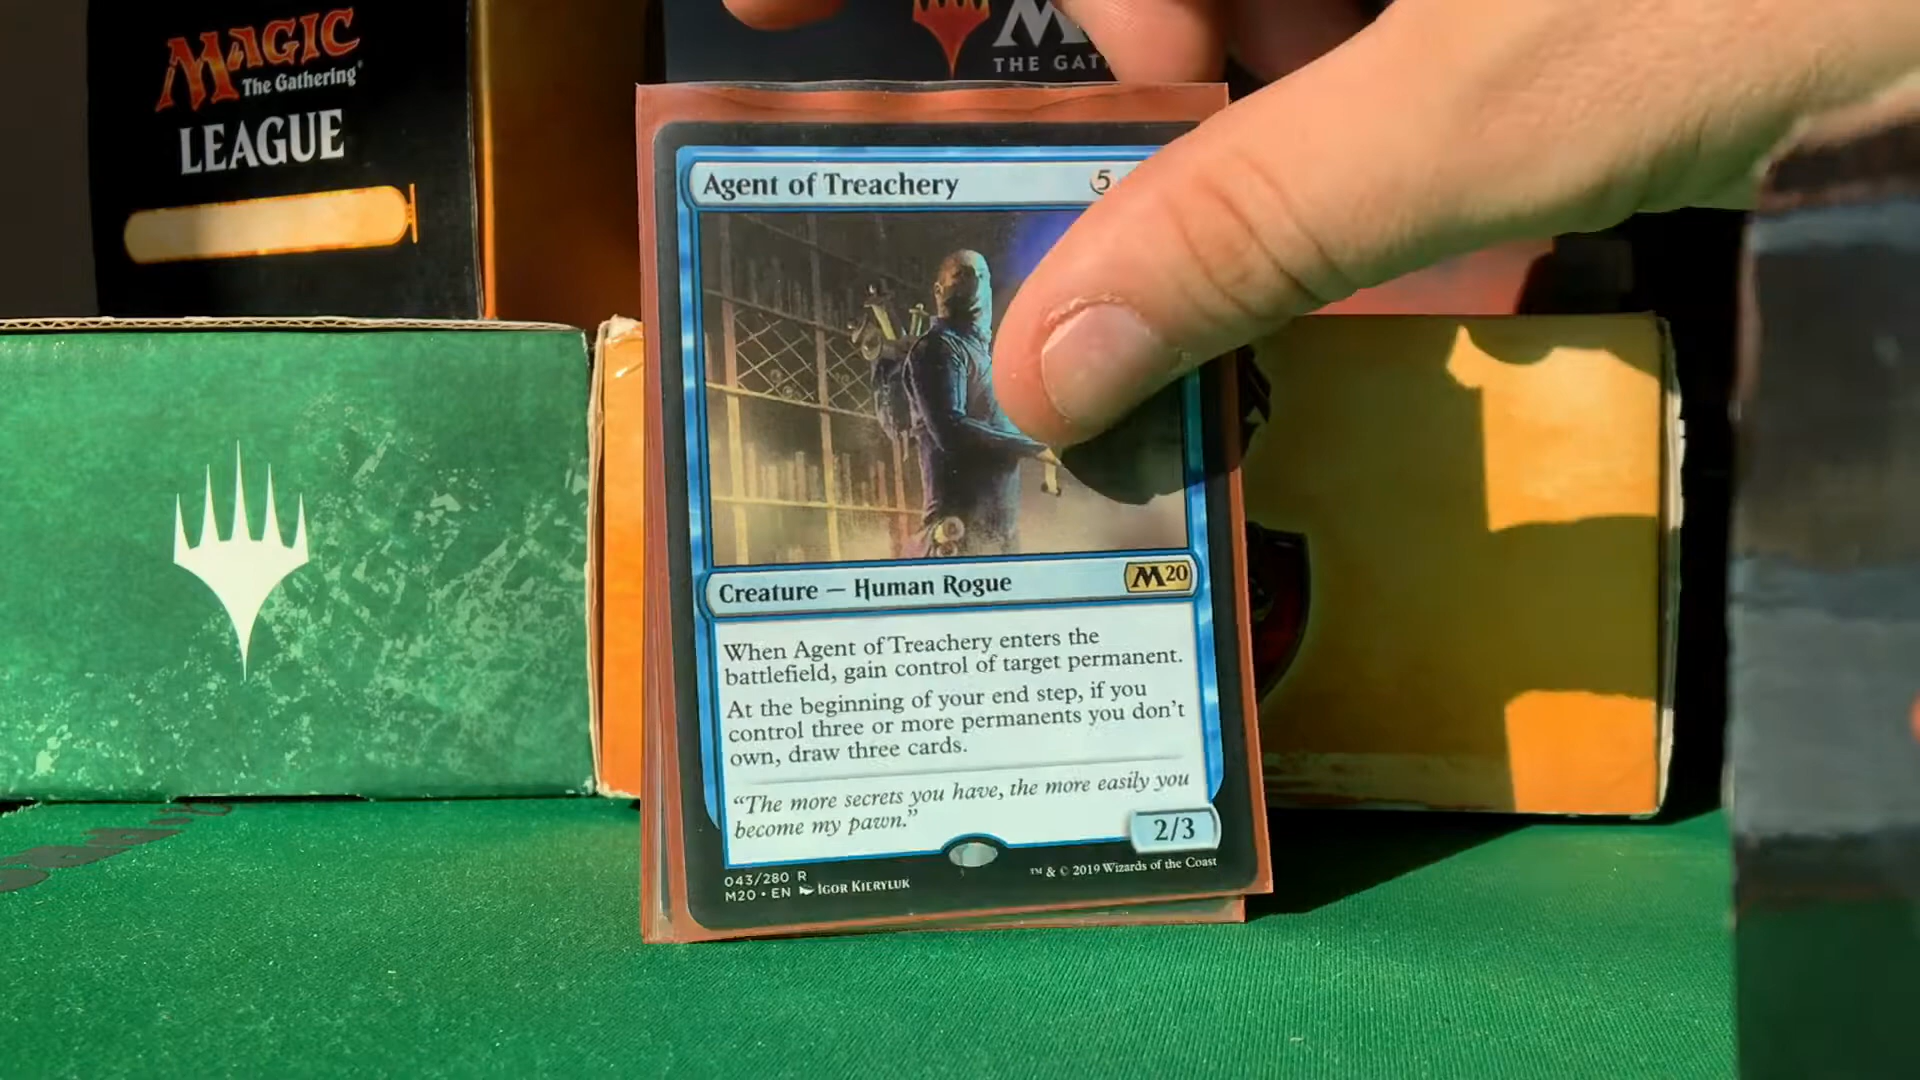 MAGIC
The Gathering®
LEAGUE
THE GAT
Agent of Treachery
5
Creature — Human Rogue
M20
When Agent of Treachery enters the
battlefield, gain control of target permanent.
At the beginning of your end step, if you
control three or more permanents you don't
own, draw three cards.
“The more secrets you have, the more easily you
become my pawn.”
2/3
043/280 R
M20 • EN IGOR KIERYLUK
™ & © 2019 Wizards of the Coast